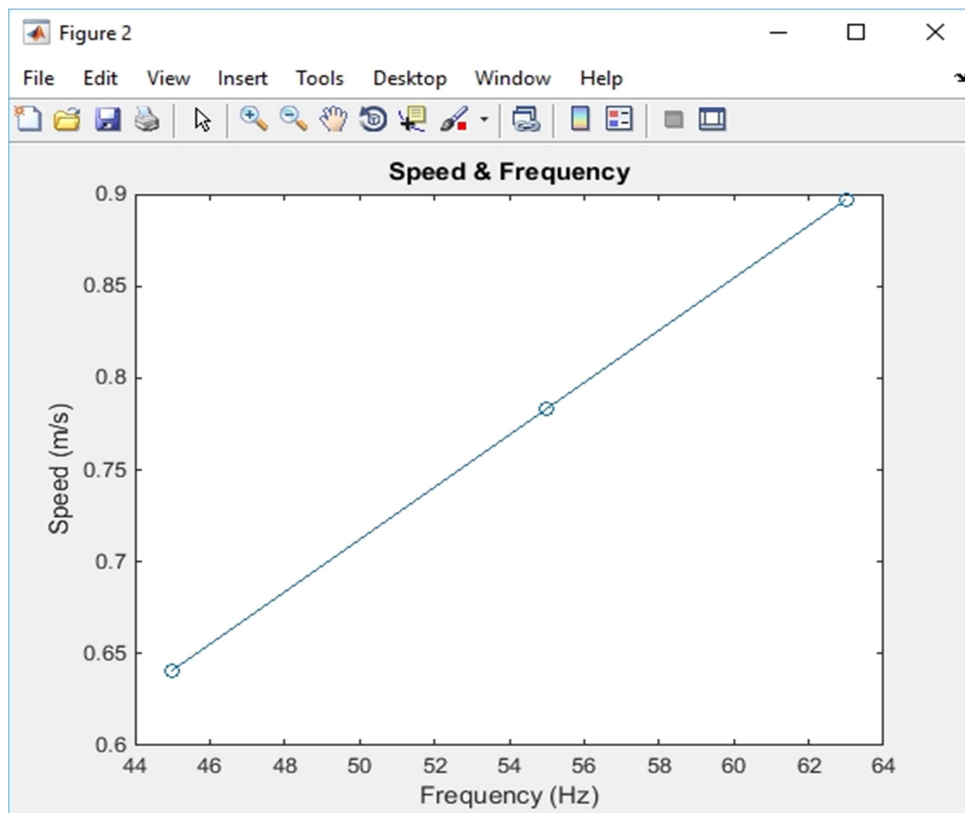 Figure 2
File Edit View Insert Tools Desktop Window Help
Speed & Frequency
0.9
0.85
0.8
0.75
0.7
0.65
0.6
Speed (m/s)
44 46 48 50 52 54 56 58 60 62 64
Frequency (Hz)